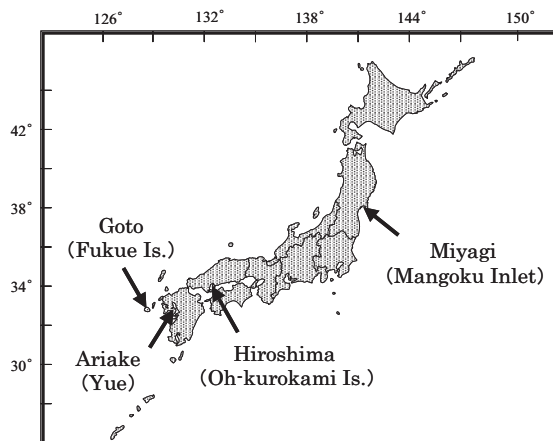 126° 132° 138° 144° 150°
42°
38°
34°
30°
Goto
(Fukue Is.)
Miyagi
(Mangoku Inlet)
Ariake
(Yue)
Hiroshima
(Oh-kurokami Is.)